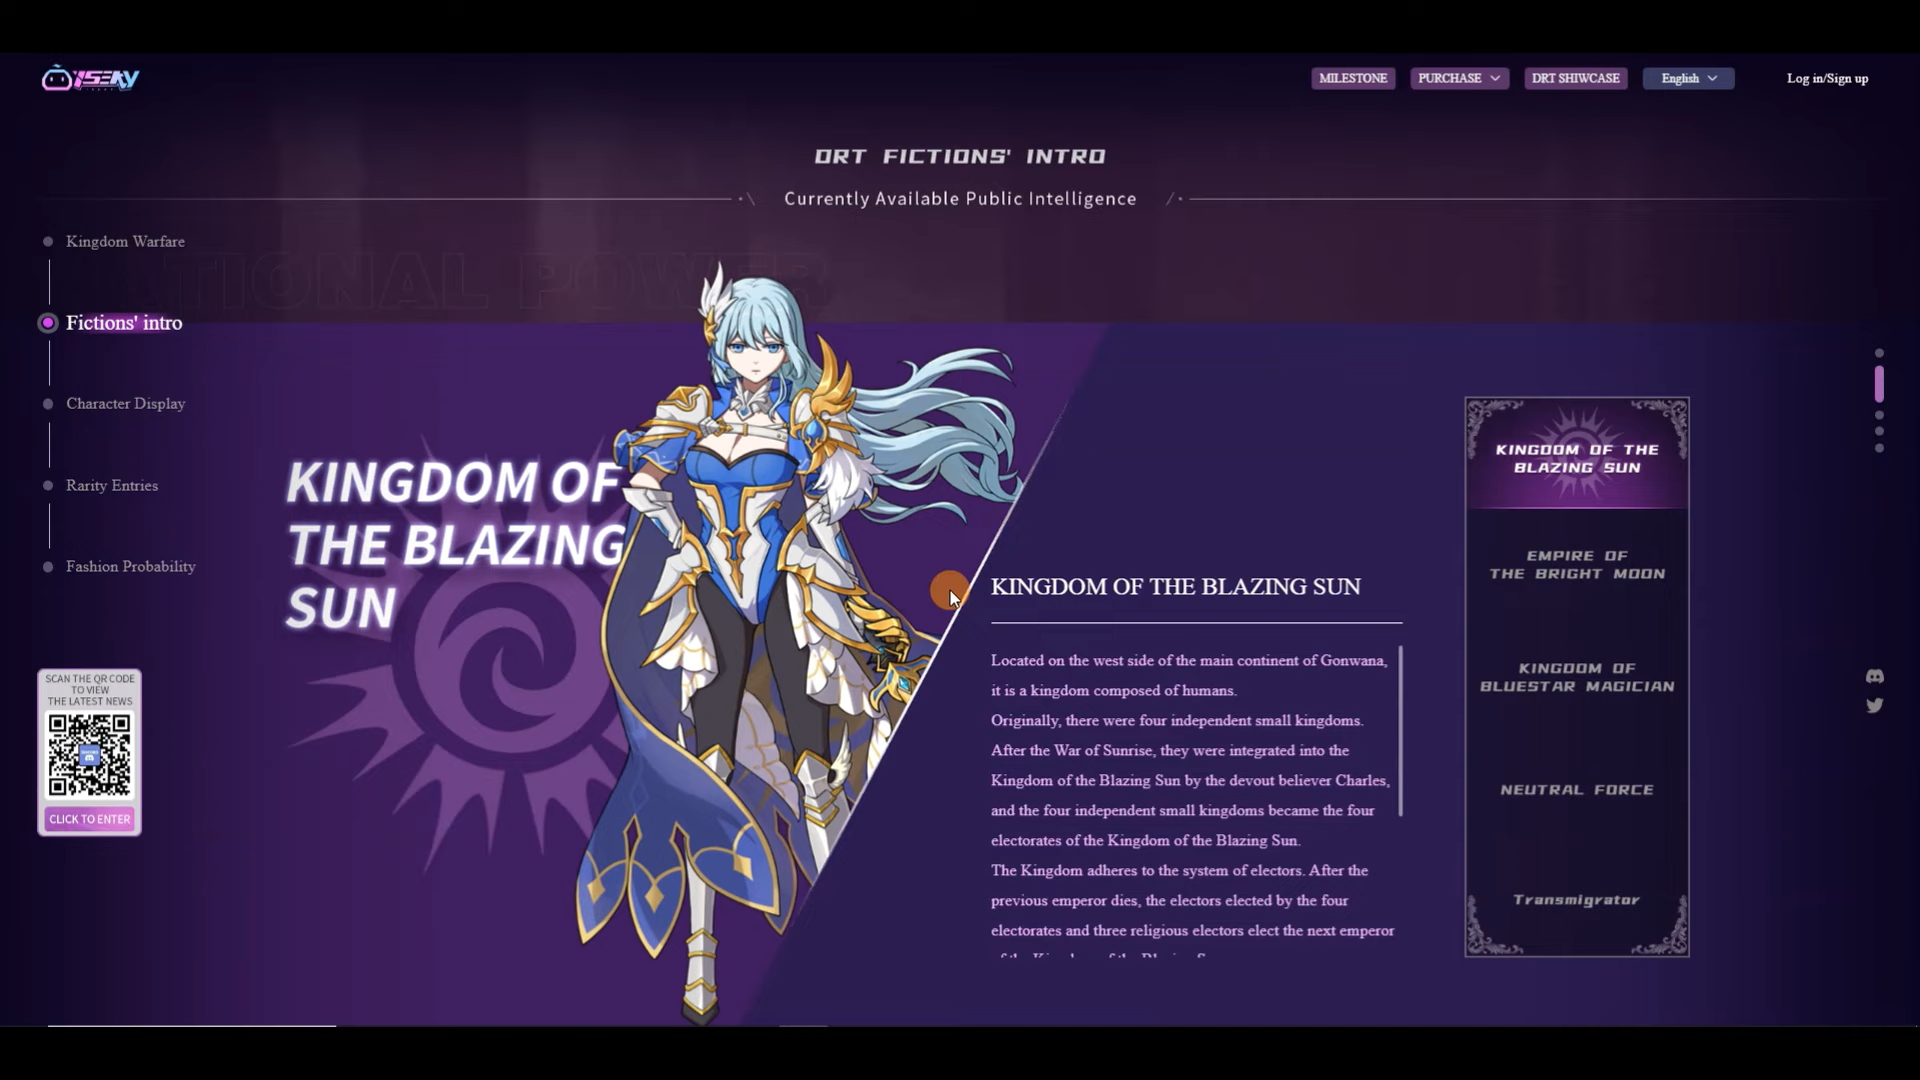 7SEKY
MILESTONE
PURCHASE
DRT SHIWCASE
English
Log in/Sign up
DRT FICTIONS' INTRO
Currently Available Public Intelligence
Kingdom Warfare
Fictions' intro
Character Display
Rarity Entries
Fashion Probability
SCAN THE QR CODE
TO VIEW
THE LATEST NEWS
CLICK TO ENTER
TIONAL POWER
KINGDOM OF
THE BLAZING
SUN
KINGDOM OF THE BLAZING SUN
Located on the west side of the main continent of Gonwana,
it is a kingdom composed of humans.
Originally, there were four independent small kingdoms.
After the War of Sunrise, they were integrated into the
Kingdom of the Blazing Sun by the devout believer Charles,
and the four independent small kingdoms became the four
electorates of the Kingdom of the Blazing Sun.
The Kingdom adheres to the system of electors. After the
previous emperor dies, the electors elected by the four
electorates and three religious electors elect the next emperor
KINGDOM OF THE
BLAZING SUN
EMPIRE OF
THE BRIGHT MOON
KINGDOM OF
BLUESTAR MAGICIAN
NEUTRAL FORCE
Transmigrator